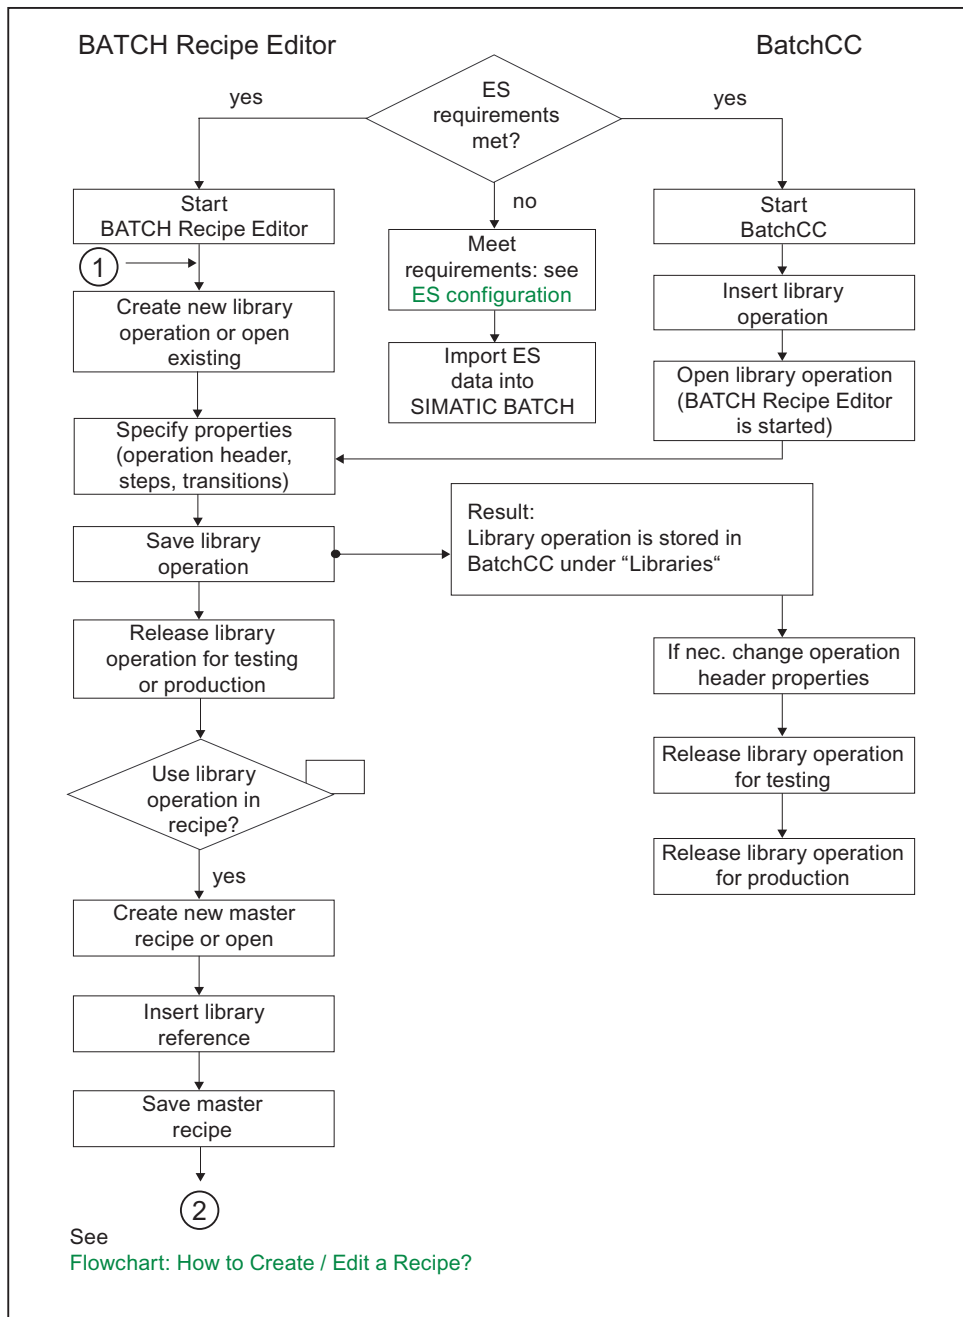 BATCH Recipe Editor
BatchCC
ES
requirements
met?
yes
yes
no
Start
BATCH Recipe Editor
Meet
requirements: see
ES configuration
Start
BatchCC
1
Create new library
operation or open
existing
Import ES
data into
SIMATIC BATCH
Insert library
operation
Open library operation
(BATCH Recipe Editor
is started)
Specify properties
(operation header,
steps, transitions)
Save library
operation
Result:
Library operation is stored in
BatchCC under “Libraries“
Release library
operation for testing
or production
If nec. change operation
header properties
Use library
operation in
recipe?
Release library operation
for testing
yes
Release library operation
for production
Create new master
recipe or open
Insert library
reference
Save master
recipe
2
See
Flowchart: How to Create / Edit a Recipe?